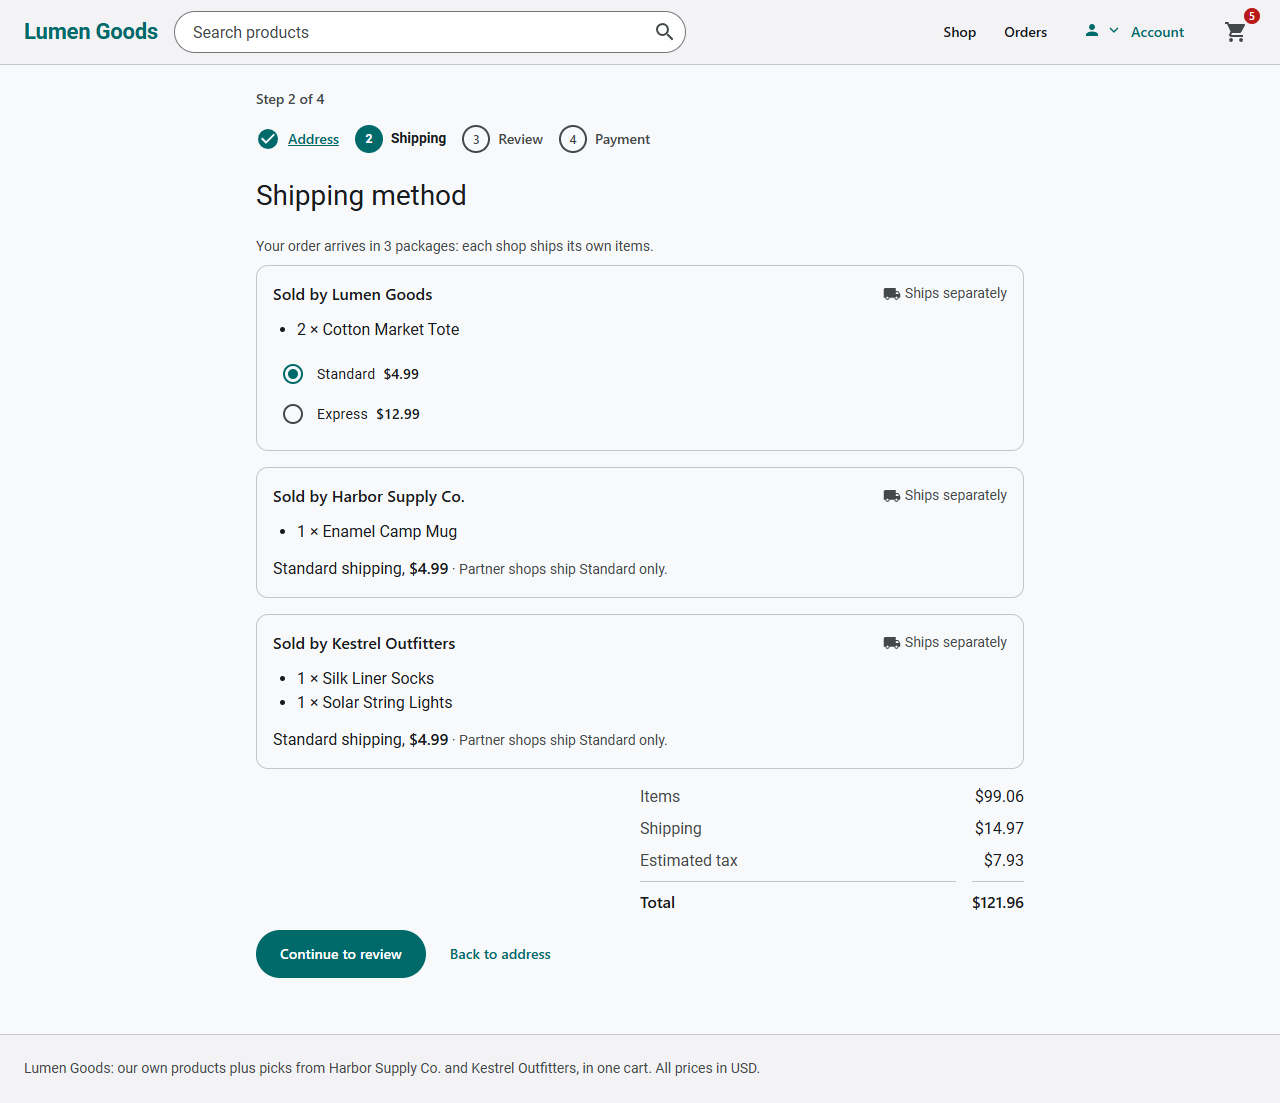 Lumen Goods
Search products
Shop
Orders
Account
5
Step 2 of 4
Address
2 Shipping
3 Review
4 Payment
Shipping method
Your order arrives in 3 packages: each shop ships its own items.
Sold by Lumen Goods
Ships separately
• 2 × Cotton Market Tote
Standard $4.99
Express $12.99
Sold by Harbor Supply Co.
Ships separately
• 1 × Enamel Camp Mug
Standard shipping, $4.99 · Partner shops ship Standard only.
Sold by Kestrel Outfitters
Ships separately
• 1 × Silk Liner Socks
• 1 × Solar String Lights
Standard shipping, $4.99 · Partner shops ship Standard only.
Items $99.06
Shipping $14.97
Estimated tax $7.93
Total $121.96
Continue to review
Back to address
Lumen Goods: our own products plus picks from Harbor Supply Co. and Kestrel Outfitters, in one cart. All prices in USD.